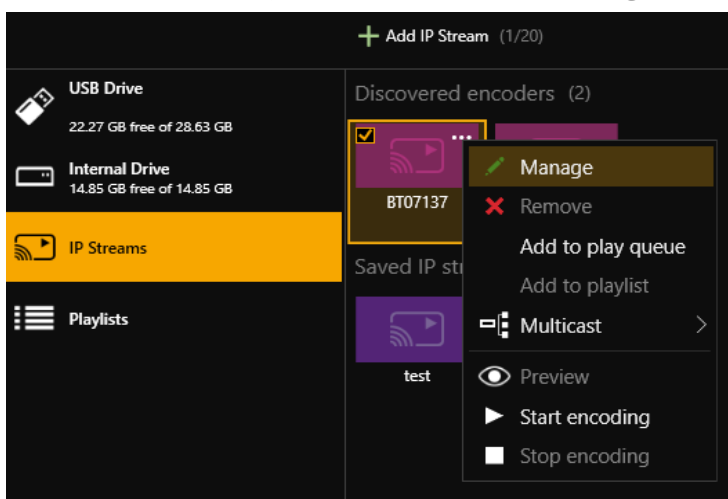 Add IP Stream (1/20)
USB Drive
22.27 GB free of 28.63 GB
Internal Drive
14.85 GB free of 14.85 GB
IP Streams
Playlists
Discovered encoders (2)
BT07137
Saved IP str
test
Manage
Remove
Add to play queue
Add to playlist
Multicast
Preview
Start encoding
Stop encoding